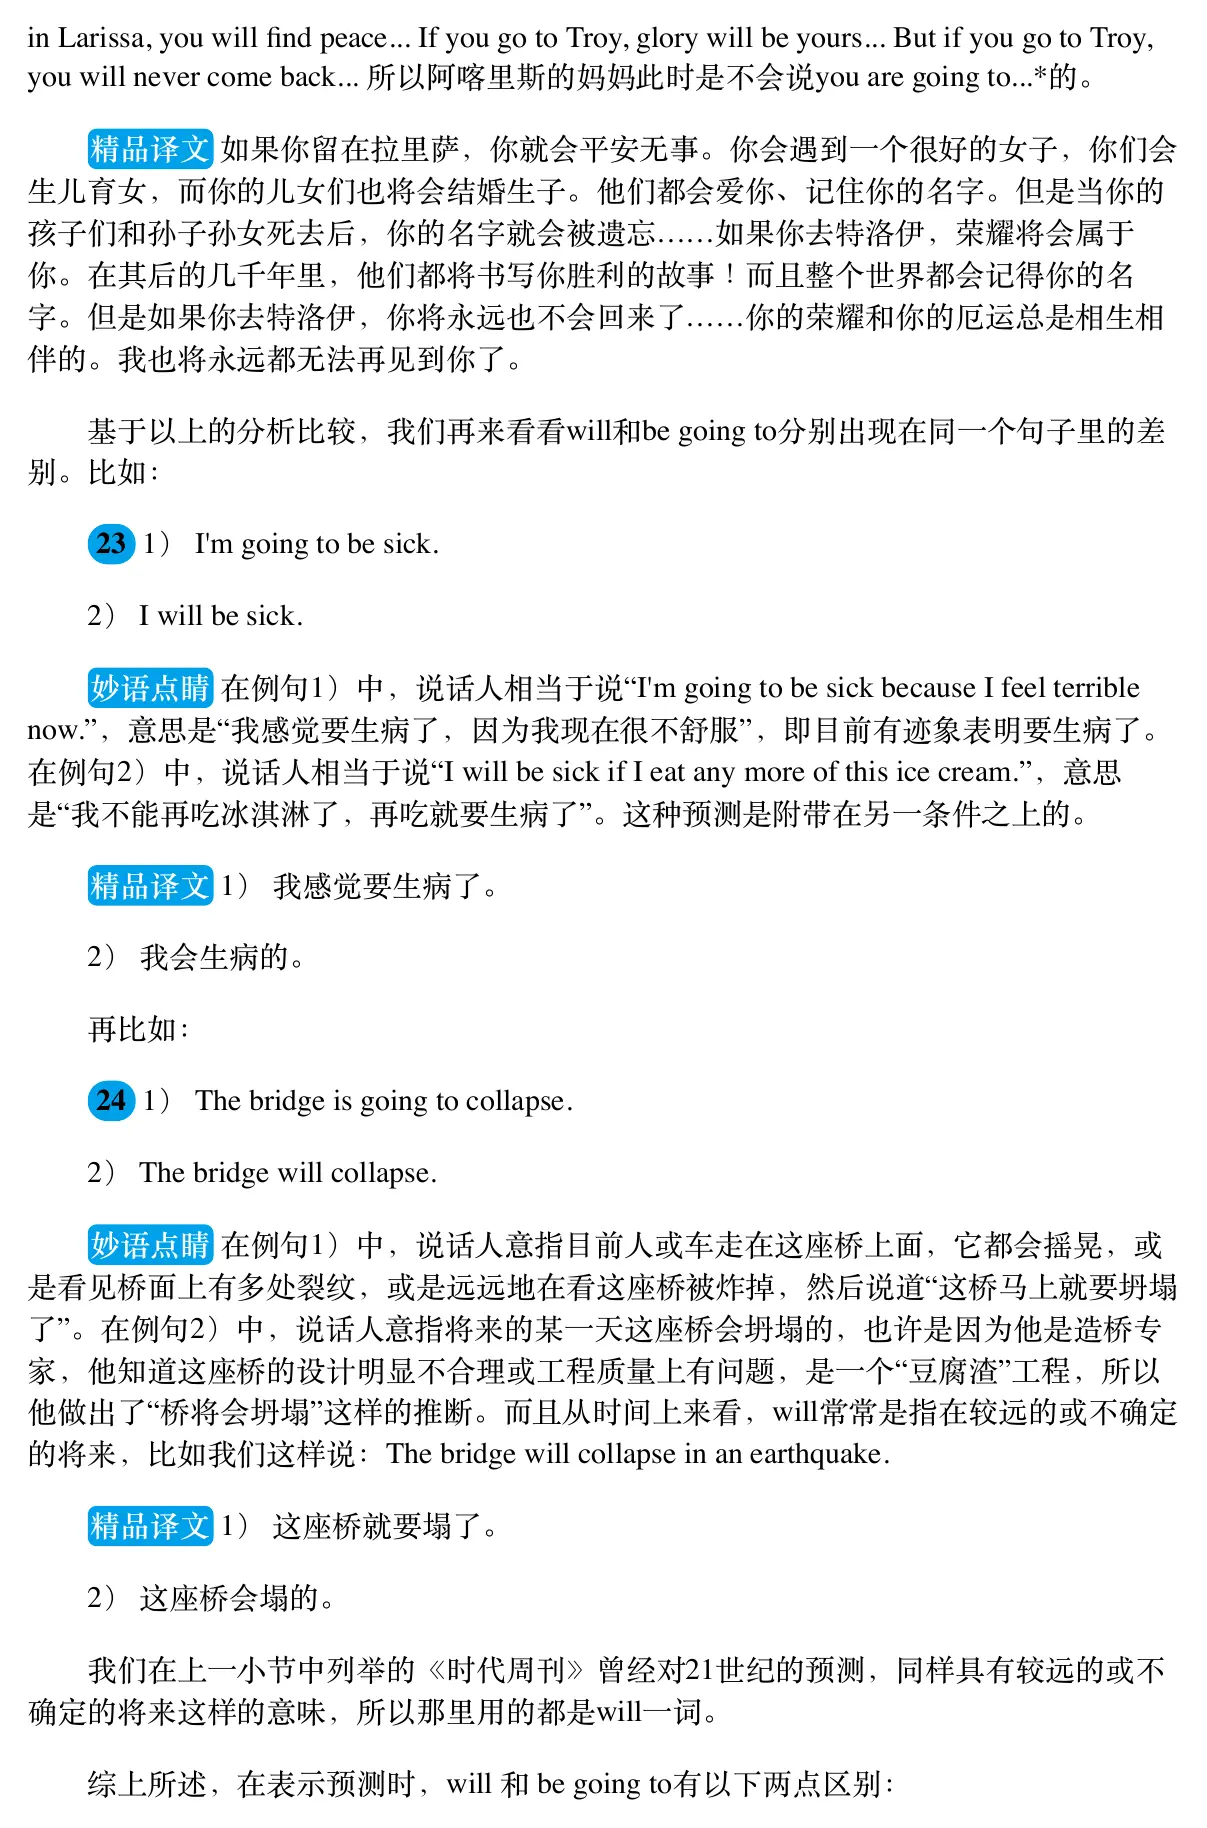 in Larissa, you will find peace... If you go to Troy, glory will be yours... But if you go to Troy,
you will never come back... 所以阿喀里斯的妈妈此时是不会说you are going to...*的。
精品译文 如果你留在拉里萨，你就会平安无事。你会遇到一个很好的女子，你们会
生儿育女，而你的儿女们也将会结婚生子。他们都会爱你、记住你的名字。但是当你的
孩子们和孙子孙女死去后，你的名字就会被遗忘……如果你去特洛伊，荣耀将会属于
你。在其后的几千年里，他们都将书写你胜利的故事！而且整个世界都会记得你的名
字。但是如果你去特洛伊，你将永远也不会回来了……你的荣耀和你的厄运总是相生相
伴的。我也将永远都无法再见到你了。
基于以上的分析比较，我们再来看看will和be going to分别出现在同一个句子里的差
别。比如：
23 1） I'm going to be sick.
2） I will be sick.
妙语点睛 在例句1）中，说话人相当于说“I'm going to be sick because I feel terrible
now.”，意思是“我感觉要生病了，因为我现在很不舒服”，即目前有迹象表明要生病了。
在例句2）中，说话人相当于说“I will be sick if I eat any more of this ice cream.”，意思
是“我不能再吃冰淇淋了，再吃就要生病了”。这种预测是附带在另一条件之上的。
精品译文 1） 我感觉要生病了。
2） 我会生病的。
再比如：
24 1） The bridge is going to collapse.
2） The bridge will collapse.
妙语点睛 在例句1）中，说话人意指目前人或车走在这座桥上面，它都会摇晃，或
是看见桥面上有多处裂纹，或是远远地在看这座桥被炸掉，然后说道“这桥马上就要坍塌
了”。在例句2）中，说话人意指将来的某一天这座桥会坍塌的，也许是因为他是造桥专
家，他知道这座桥的设计明显不合理或工程质量上有问题，是一个“豆腐渣”工程，所以
他做出了“桥将会坍塌”这样的推断。而且从时间上来看，will常常是指在较远的或不确定
的将来，比如我们这样说：The bridge will collapse in an earthquake.
精品译文 1） 这座桥就要塌了。
2） 这座桥会塌的。
我们在上一小节中列举的《时代周刊》曾经对21世纪的预测，同样具有较远的或不
确定的将来这样的意味，所以那里用的都是will一词。
综上所述，在表示预测时，will 和 be going to有以下两点区别：